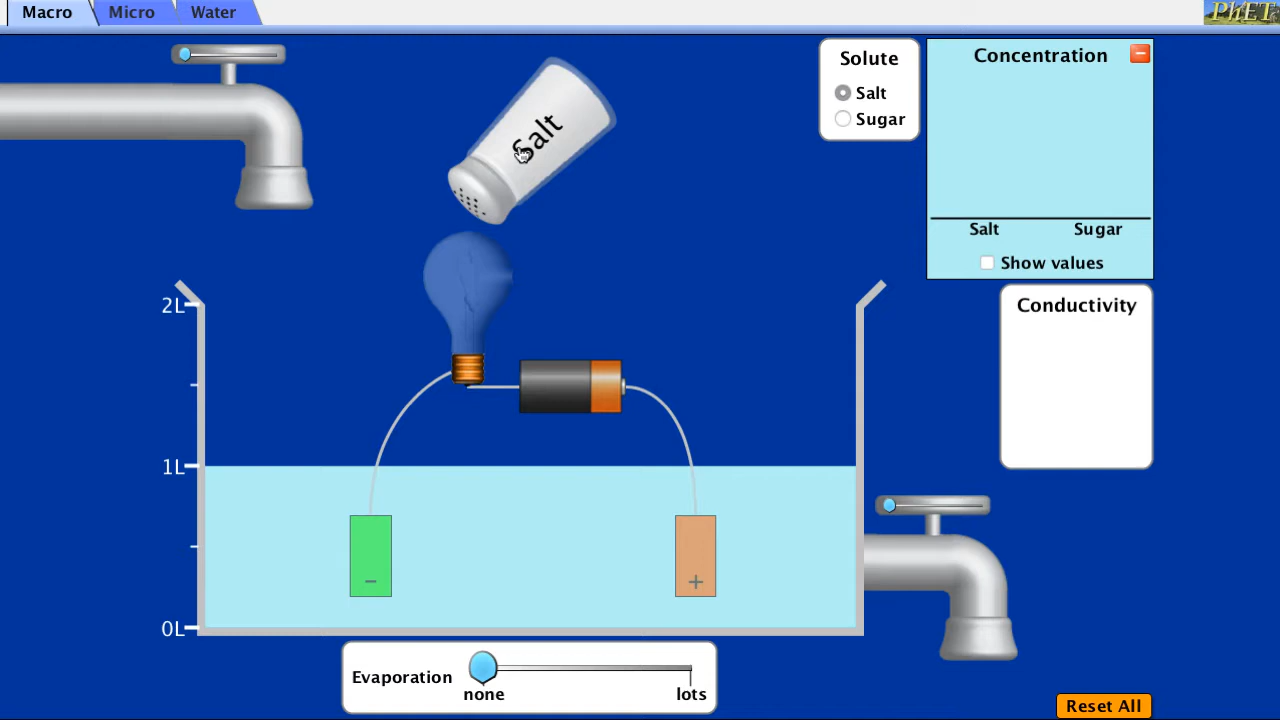 Macro
Micro
Water
PhET
Salt
Solute
Salt
Sugar
Concentration
Salt
Sugar
Show values
Conductivity
2L
1L
0L
−
+
Evaporation
none
lots
Reset All